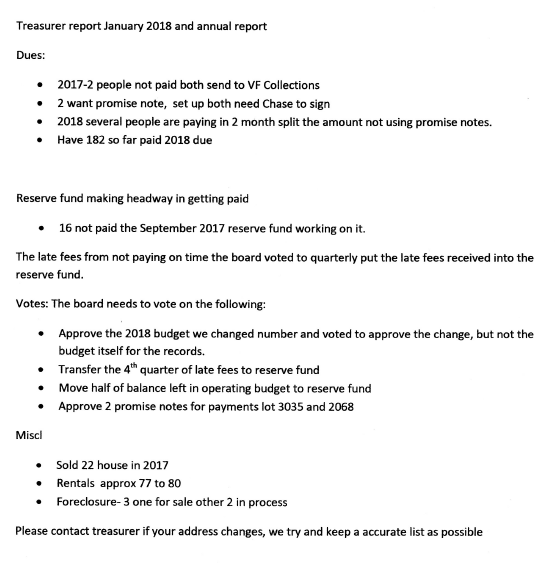 Treasurer report January 2018 and annual report
Dues:
• 2017-2 people not paid both send to VF Collections
• 2 want promise note, set up both need Chase to sign
• 2018 several people are paying in 2 month split the amount not using promise notes.
• Have 182 so far paid 2018 due
Reserve fund making headway in getting paid
• 16 not paid the September 2017 reserve fund working on it.
The late fees from not paying on time the board voted to quarterly put the late fees received into the
reserve fund.
Votes: The board needs to vote on the following:
• Approve the 2018 budget we changed number and voted to approve the change, but not the
budget itself for the records.
• Transfer the 4th quarter of late fees to reserve fund
• Move half of balance left in operating budget to reserve fund
• Approve 2 promise notes for payments lot 3035 and 2068
Miscl
• Sold 22 house in 2017
• Rentals approx 77 to 80
• Foreclosure- 3 one for sale other 2 in process
Please contact treasurer if your address changes, we try and keep a accurate list as possible